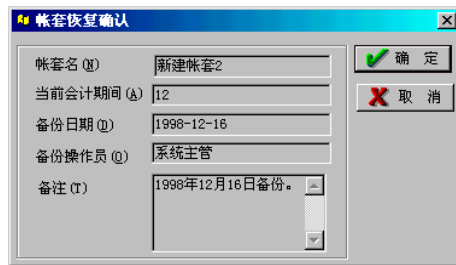 帐套恢复确认
帐套名(N) 新建帐套2
确 定
当前会计期间(A) 12
取 消
备份日期(D) 1998-12-16
备份操作员(O) 系统主管
备注(T) 1998年12月16日备份。